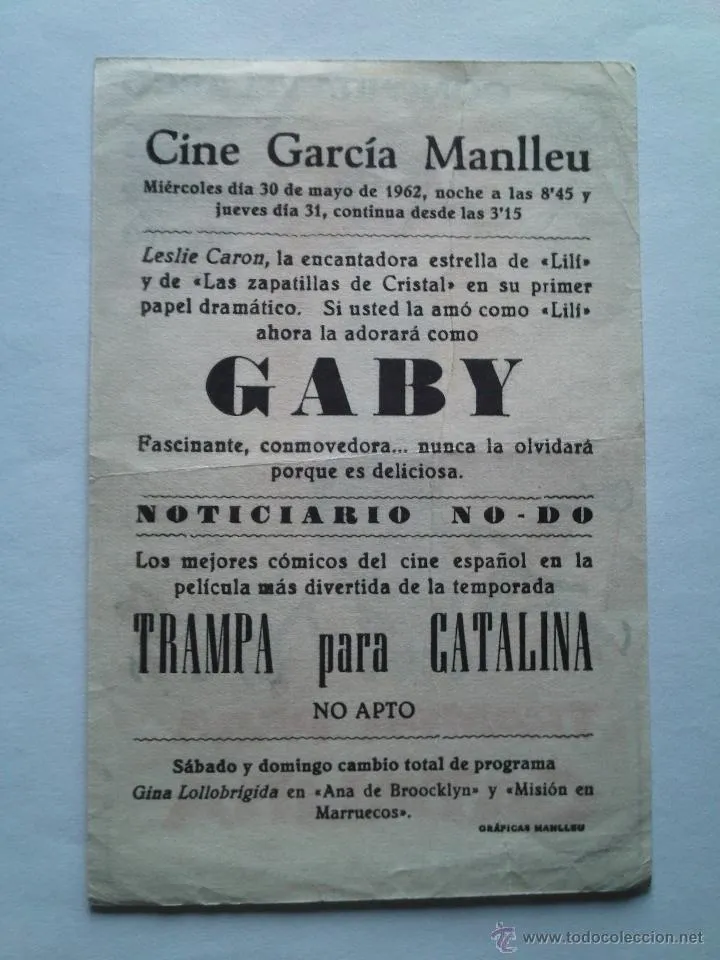 Cine García Manlleu
Miércoles día 30 de mayo de 1962, noche a las 8'45 y
jueves día 31, continua desde las 3'15
Leslie Caron, la encantadora estrella de «Lilí»
y de «Las zapatillas de Cristal» en su primer
papel dramático. Si usted la amó como «Lilí»
ahora la adorará como
GABY
Fascinante, conmovedora... nunca la olvidará
porque es deliciosa.
NOTICIARIO NO-DO
Los mejores cómicos del cine español en la
película más divertida de la temporada
TRAMPA para CATALINA
NO APTO
Sábado y domingo cambio total de programa
Gina Lollobrígida en «Ana de Broocklyn» y «Misión en
Marruecos».
GRÁFICAS MANLLEU
© www.todocoleccion.net